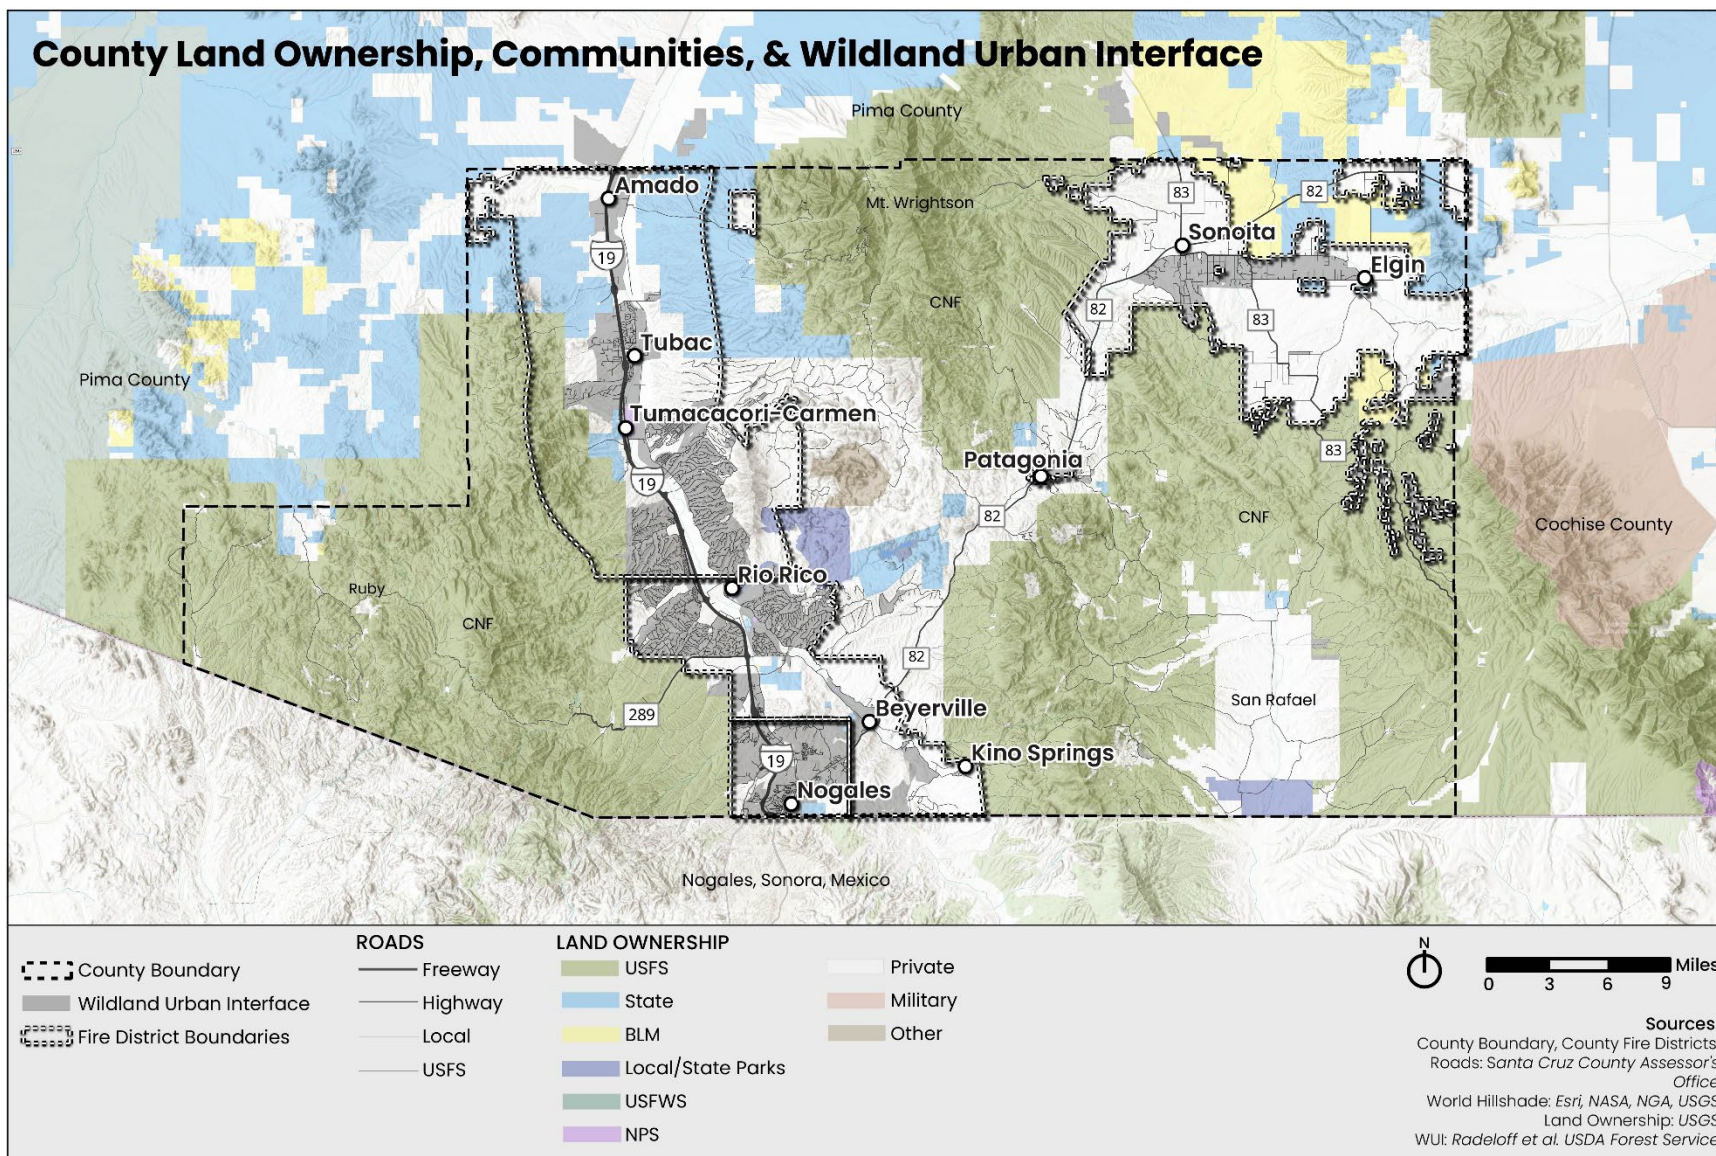 County Land Ownership, Communities, & Wildland Urban Interface
Pima County
Amado
Mt. Wrightson
83
82
Sonoita
19
Elgin
CNF
82
83
Tubac
Pima County
Tumacacori-Carmen
83
Patagonia
19
82
CNF
Cochise County
Rio Rico
Ruby
CNF
82
San Rafael
289
Beyerville
Kino Springs
19
Nogales
Nogales, Sonora, Mexico
County Boundary
Wildland Urban Interface
Fire District Boundaries
ROADS
Freeway
Highway
Local
USFS
LAND OWNERSHIP
USFS
State
BLM
Local/State Parks
USFWS
NPS
Private
Military
Other
N
Miles
0 3 6 9
Sources
County Boundary, County Fire Districts
Roads: Santa Cruz County Assessor's
Office
World Hillshade: Esri, NASA, NGA, USGS
Land Ownership: USGS
WUI: Radeloff et al. USDA Forest Service